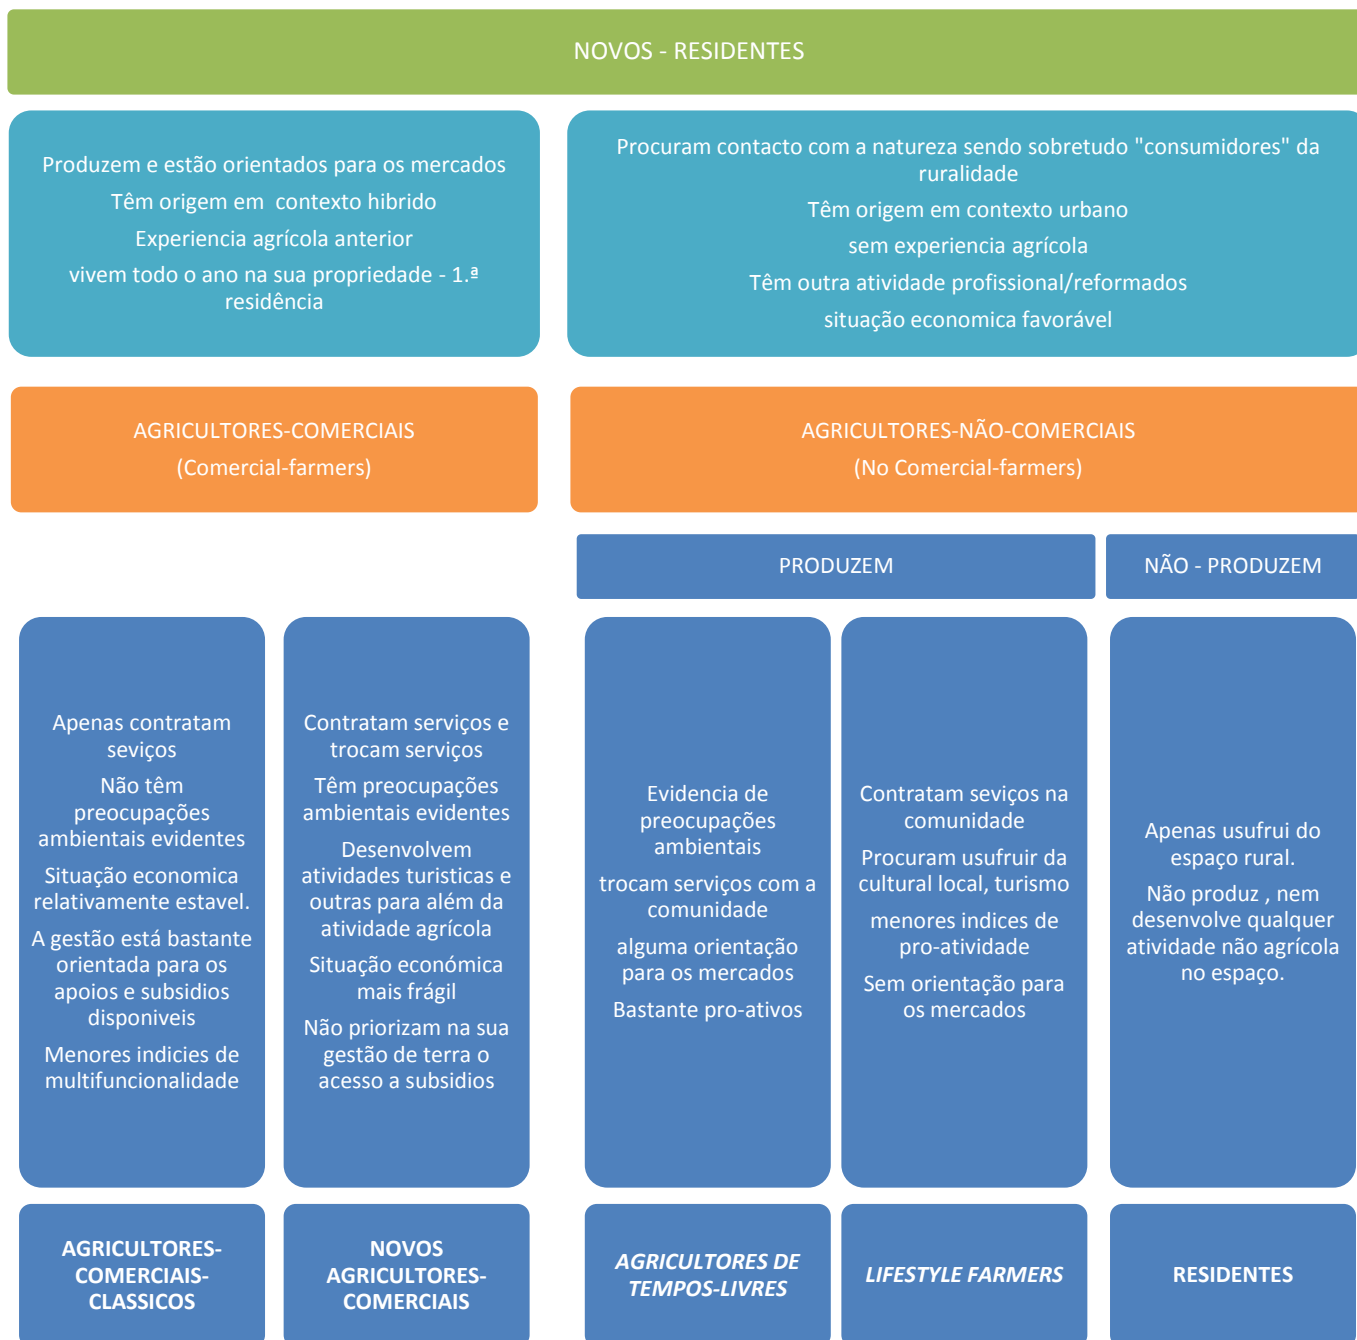 NOVOS - RESIDENTES
Produzem e estão orientados para os mercados
Têm origem em contexto hibrido
Experiencia agrícola anterior
vivem todo o ano na sua propriedade - 1.ª
residência
Procuram contacto com a natureza sendo sobretudo "consumidores" da
ruralidade
Têm origem em contexto urbano
sem experiencia agrícola
Têm outra atividade profissional/reformados
situação economica favorável
AGRICULTORES-COMERCIAIS
(Comercial-farmers)
AGRICULTORES-NÃO-COMERCIAIS
(No Comercial-farmers)
PRODUZEM
NÃO - PRODUZEM
Apenas contratam
seviços
Não têm
preocupações
ambientais evidentes
Situação economica
relativamente estavel.
A gestão está bastante
orientada para os
apoios e subsidios
disponiveis
Menores indicies de
multifuncionalidade
Contratam serviços e
trocam serviços
Têm preocupações
ambientais evidentes
Desenvolvem
atividades turisticas e
outras para além da
atividade agrícola
Situação económica
mais frágil
Não priorizam na sua
gestão de terra o
acesso a subsidios
Evidencia de
preocupações
ambientais
trocam serviços com a
comunidade
alguma orientação
para os mercados
Bastante pro-ativos
Contratam seviços na
comunidade
Procuram usufruir da
cultural local, turismo
menores indices de
pro-atividade
Sem orientação para
os mercados
Apenas usufrui do
espaço rural.
Não produz , nem
desenvolve qualquer
atividade não agrícola
no espaço.
AGRICULTORES-
COMERCIAIS-
CLASSICOS
NOVOS
AGRICULTORES-
COMERCIAIS
AGRICULTORES DE
TEMPOS-LIVRES
LIFESTYLE FARMERS
RESIDENTES